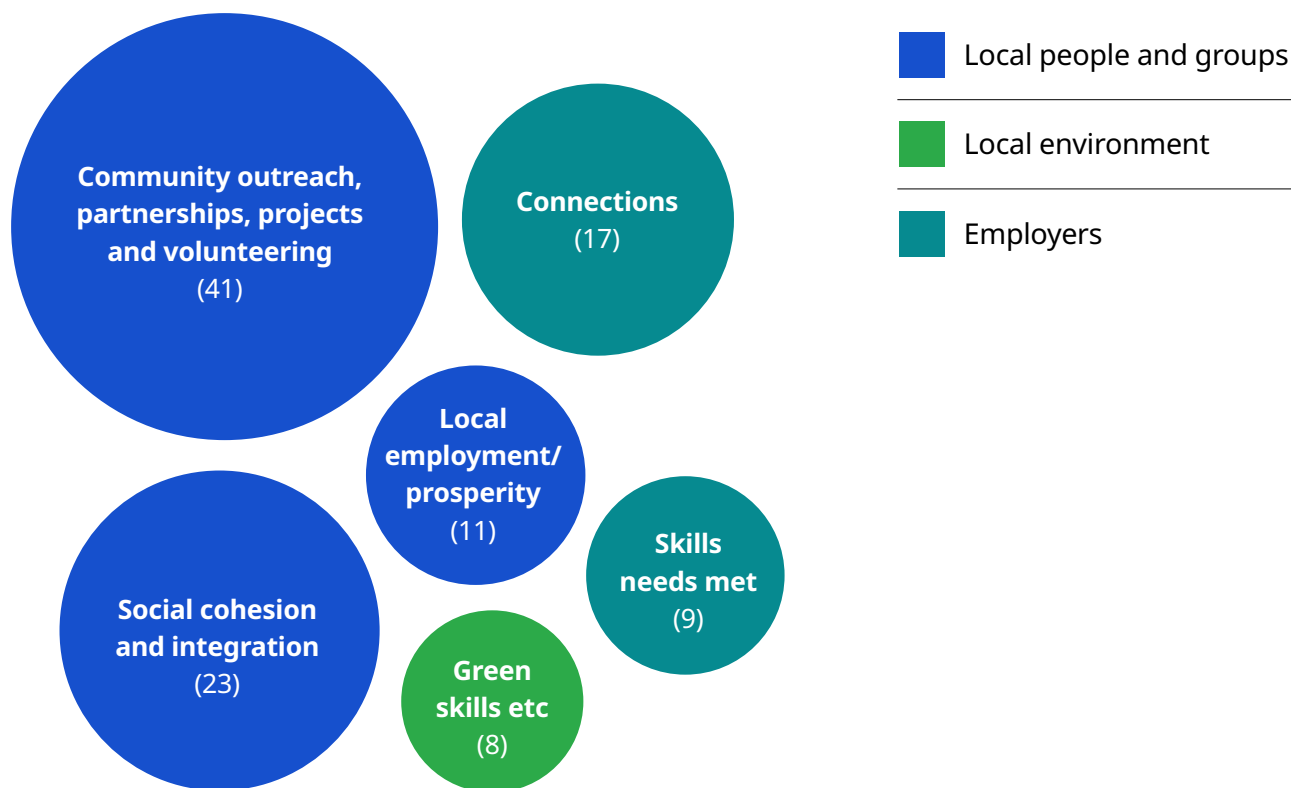 Community outreach,
partnerships, projects
and volunteering
(41)
Connections
(17)
Local
employment/
prosperity
(11)
Skills
needs met
(9)
Social cohesion
and integration
(23)
Green
skills etc
(8)
Local people and groups
Local environment
Employers